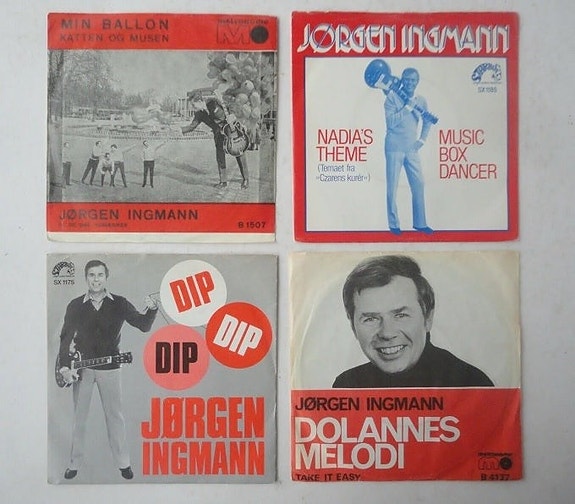 MIN BALLON
KATTEN OG MUSEN
JØRGEN INGMANN
B 1507
JØRGEN INGMANN
SX 1185
NADIA'S
THEME
(Temaet fra
»Czarens kurér«)
MUSIC
BOX
DANCER
SX 1175
DIP
DIP
DIP
JØRGEN
INGMANN
JØRGEN INGMANN
DOLANNES
MELODI
TAKE IT EASY
B 4127